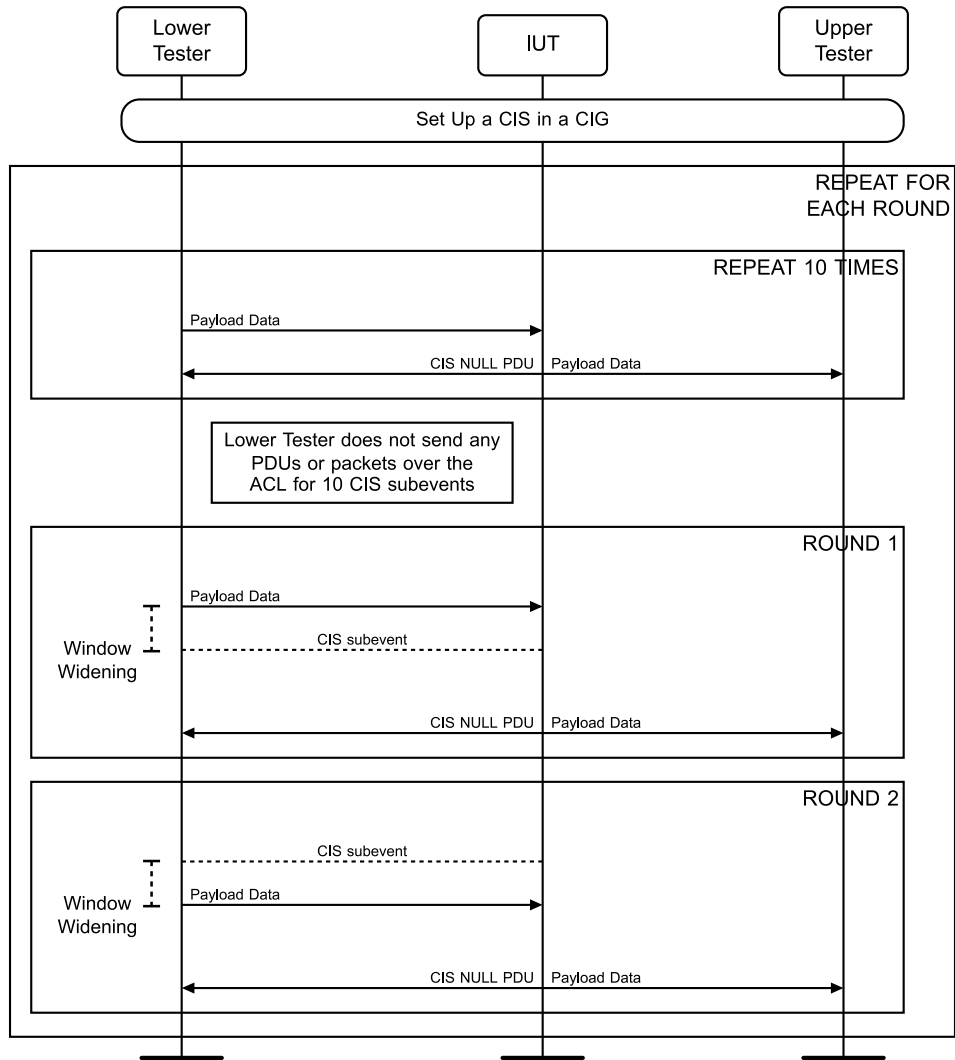 Lower
Tester
IUT
Upper
Tester
Set Up a CIS in a CIG
REPEAT FOR
EACH ROUND
REPEAT 10 TIMES
Payload Data
CIS NULL PDU
Payload Data
Lower Tester does not send any
PDUs or packets over the
ACL for 10 CIS subevents
ROUND 1
Payload Data
CIS subevent
Window
Widening
CIS NULL PDU
Payload Data
ROUND 2
CIS subevent
Payload Data
Window
Widening
CIS NULL PDU
Payload Data